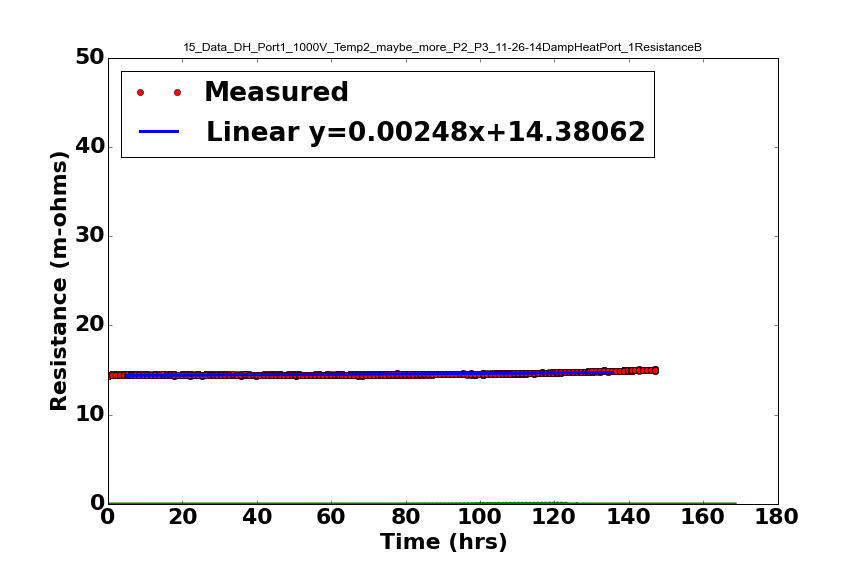 15_Data_DH_Port1_1000V_Temp2_maybe_more_P2_P3_11-26-14DampHeatPort_1ResistanceB
50
Measured
Linear y=0.00248x+14.38062
40
30
20
10
0
Resistance (m-ohms)
0 20 40 60 80 100 120 140 160 180
Time (hrs)